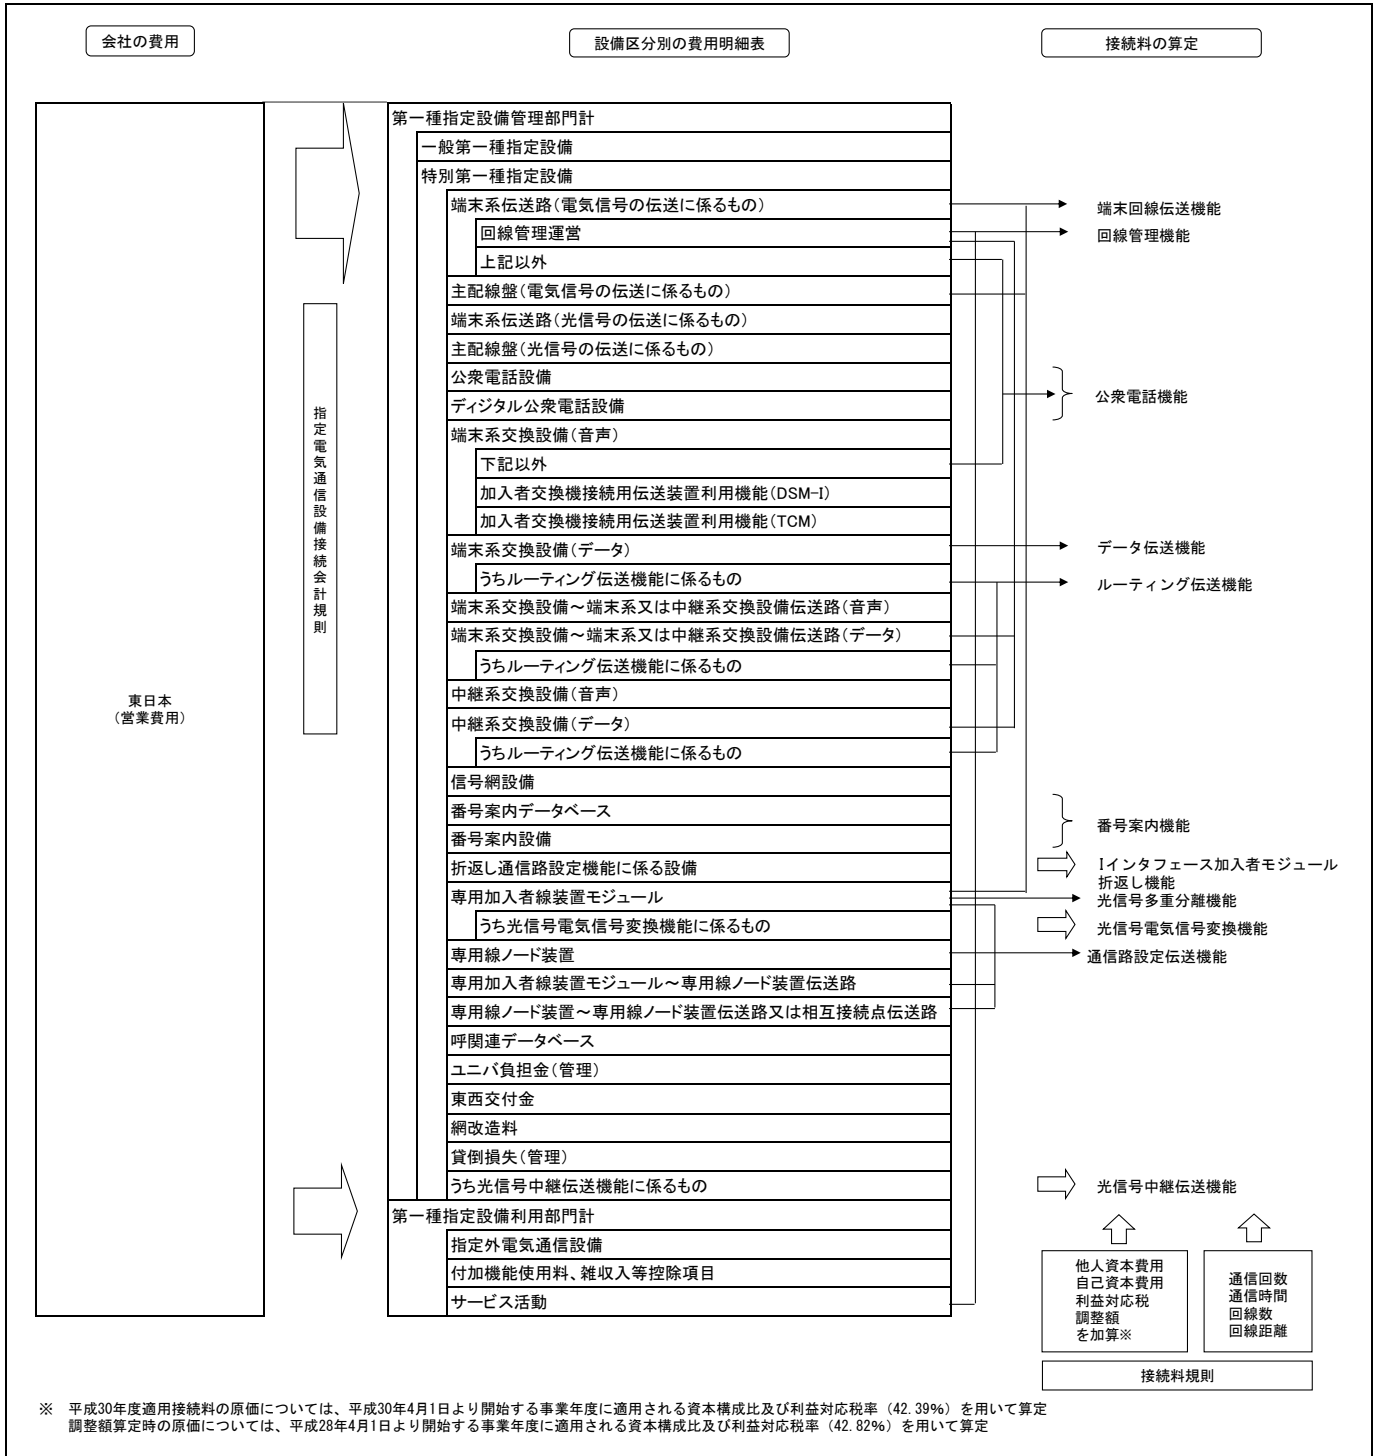 会社の費用
設備区分別の費用明細表
接続料の算定
東日本
(営業費用)
指定電気通信設備接続会計規則
第一種指定設備管理部門計
一般第一種指定設備
特別第一種指定設備
端末系伝送路(電気信号の伝送に係るもの)
回線管理運営
上記以外
主配線盤(電気信号の伝送に係るもの)
端末系伝送路(光信号の伝送に係るもの)
主配線盤(光信号の伝送に係るもの)
公衆電話設備
ディジタル公衆電話設備
端末系交換設備(音声)
下記以外
加入者交換機接続用伝送装置利用機能(DSM-I)
加入者交換機接続用伝送装置利用機能(TCM)
端末系交換設備(データ)
うちルーティング伝送機能に係るもの
端末系交換設備～端末系又は中継系交換設備伝送路(音声)
端末系交換設備～端末系又は中継系交換設備伝送路(データ)
うちルーティング伝送機能に係るもの
中継系交換設備(音声)
中継系交換設備(データ)
うちルーティング伝送機能に係るもの
信号網設備
番号案内データベース
番号案内設備
折返し通信路設定機能に係る設備
専用加入者線装置モジュール
うち光信号電気信号変換機能に係るもの
専用線ノード装置
専用加入者線装置モジュール～専用線ノード装置伝送路
専用線ノード装置～専用線ノード装置伝送路又は相互接続点伝送路
呼関連データベース
ユニバ負担金(管理)
東西交付金
網改造料
貸倒損失(管理)
うち光信号中継伝送機能に係るもの
第一種指定設備利用部門計
指定外電気通信設備
付加機能使用料、雑収入等控除項目
サービス活動
端末回線伝送機能
回線管理機能
公衆電話機能
データ伝送機能
ルーティング伝送機能
番号案内機能
Iインタフェース加入者モジュール
折返し機能
光信号多重分離機能
光信号電気信号変換機能
通信路設定伝送機能
光信号中継伝送機能
他人資本費用
自己資本費用
利益対応税
調整額
を加算※
通信回数
通信時間
回線数
回線距離
接続料規則
※ 平成30年度適用接続料の原価については、平成30年4月1日より開始する事業年度に適用される資本構成比及び利益対応税率（42.39%）を用いて算定
調整額算定時の原価については、平成28年4月1日より開始する事業年度に適用される資本構成比及び利益対応税率（42.82%）を用いて算定